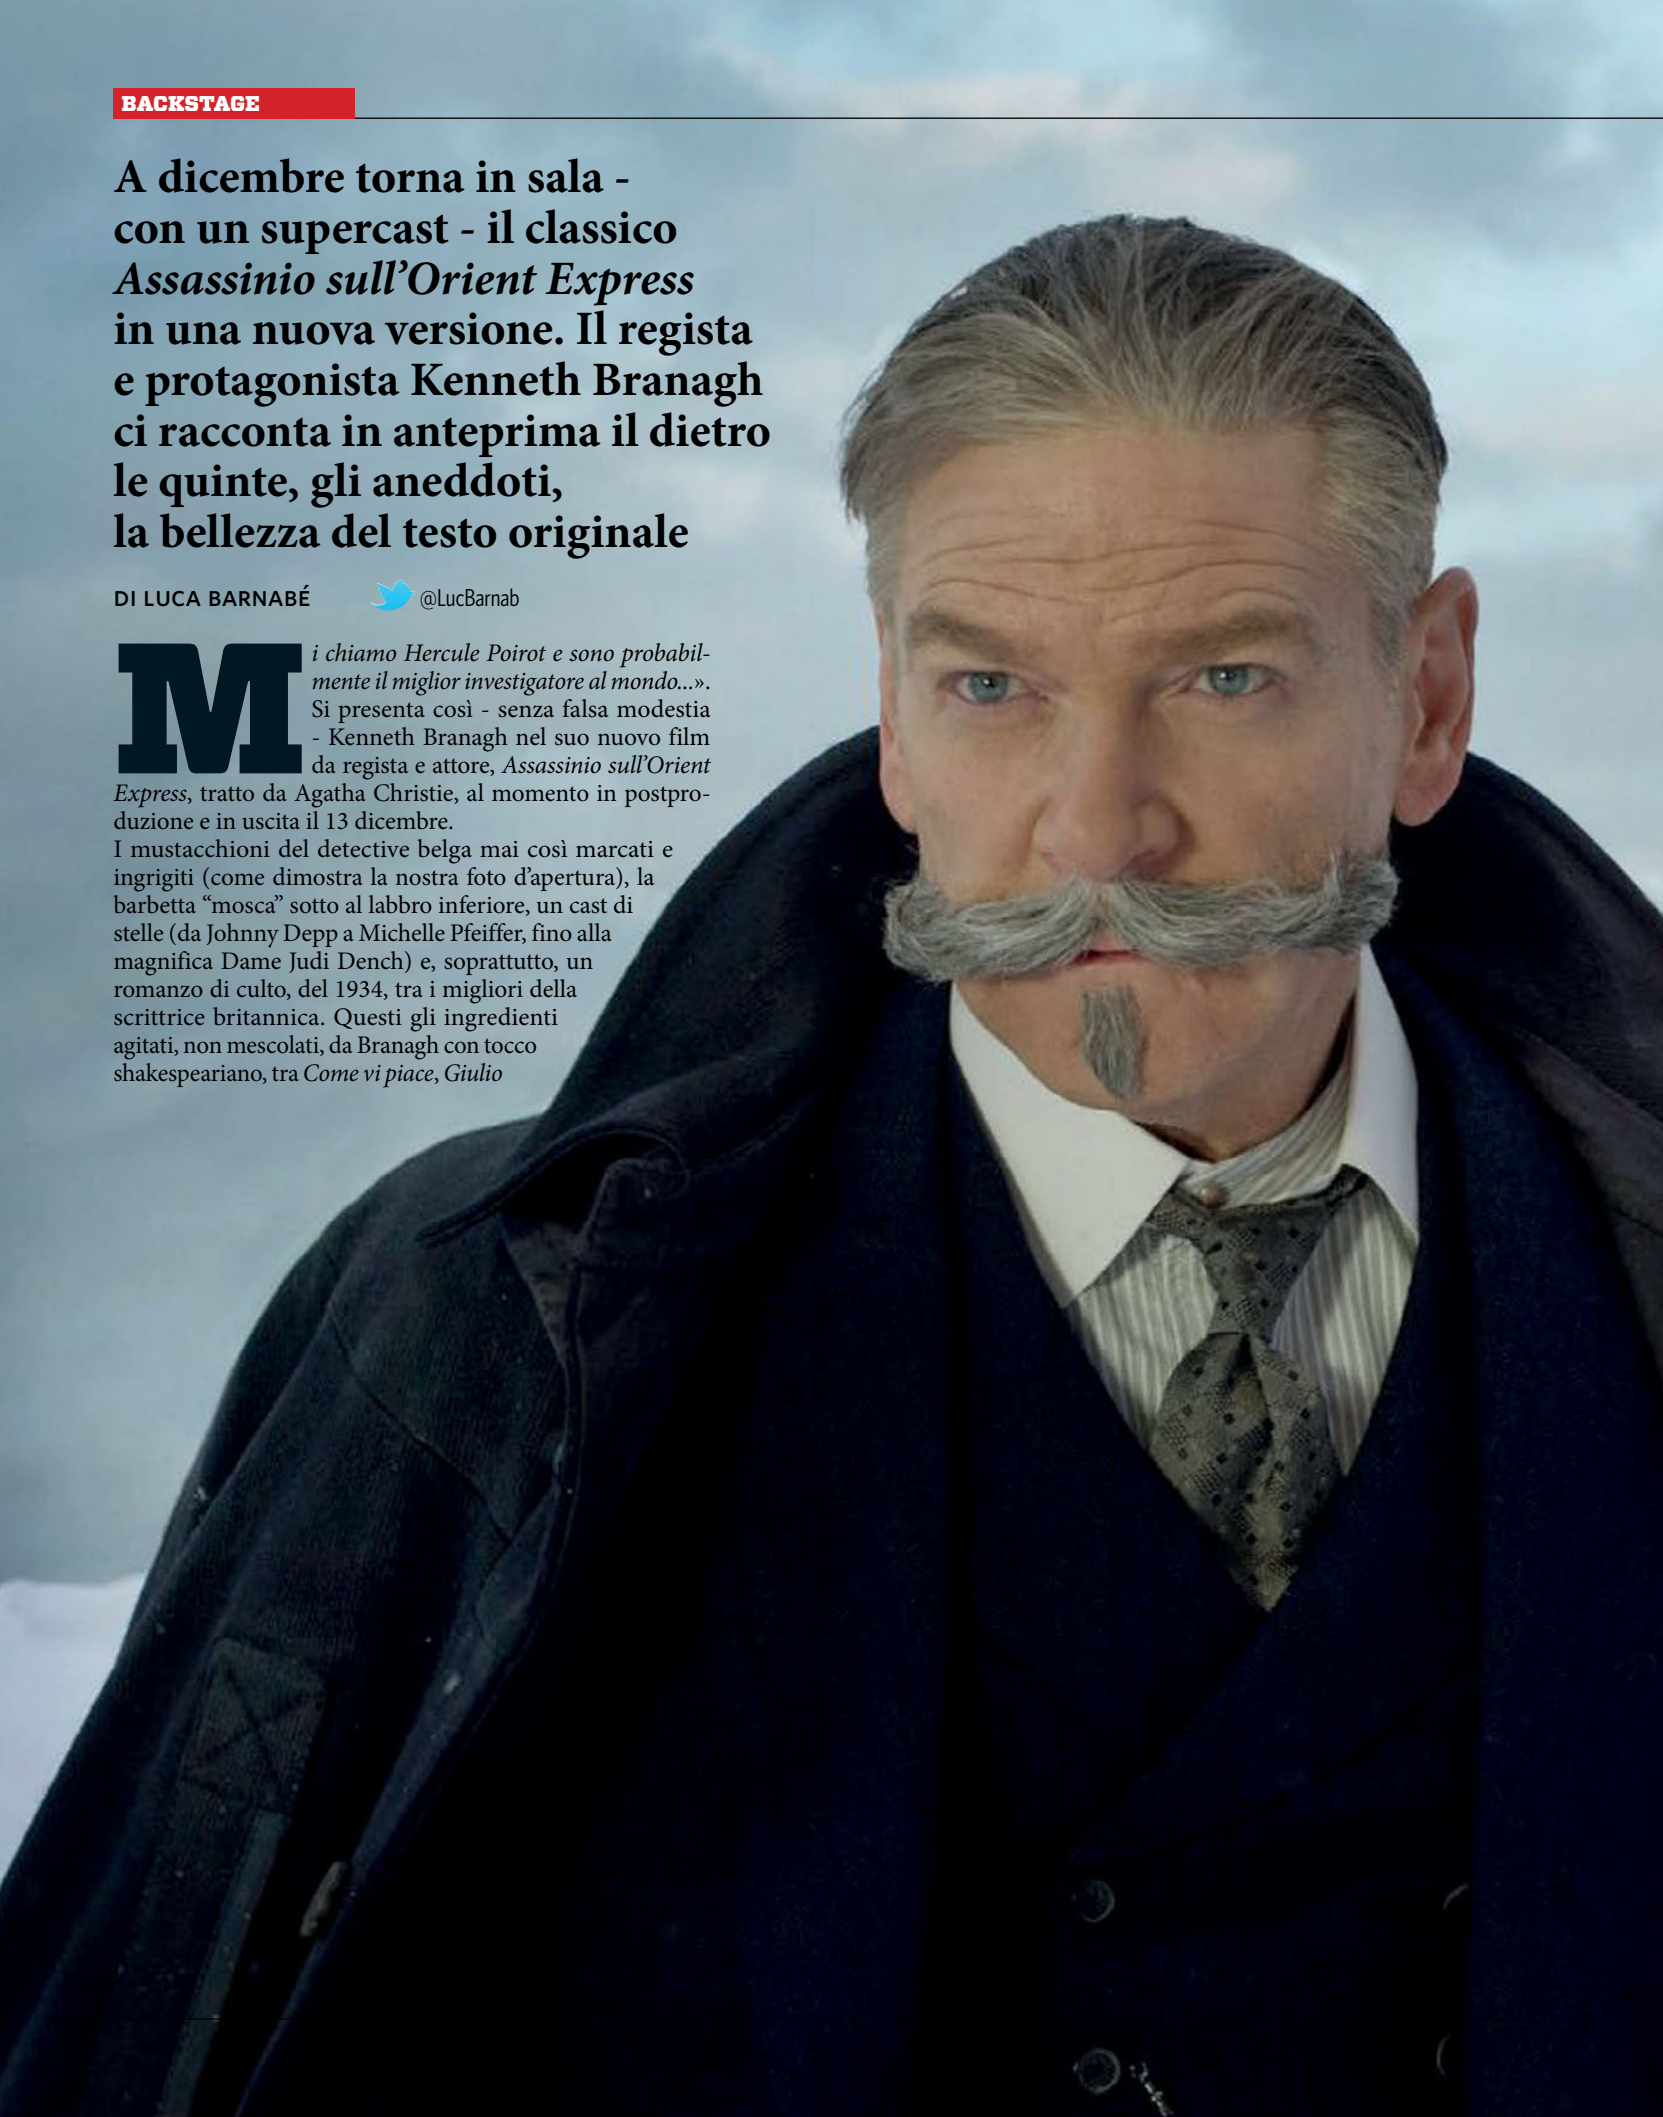 BACKSTAGE
A dicembre torna in sala -
con un supercast - il classico
Assassinio sull’Orient Express
in una nuova versione. Il regista
e protagonista Kenneth Branagh
ci racconta in anteprima il dietro
le quinte, gli aneddoti,
la bellezza del testo originale
DI LUCA BARNABÉ @LucBarnab
Mi chiamo Hercule Poirot e sono probabil-
mente il miglior investigatore al mondo...».
Si presenta così - senza falsa modestia
- Kenneth Branagh nel suo nuovo film
da regista e attore, Assassinio sull’Orient
Express, tratto da Agatha Christie, al momento in postpro-
duzione e in uscita il 13 dicembre.
I mustacchioni del detective belga mai così marcati e
ingrigiti (come dimostra la nostra foto d’apertura), la
barbetta “mosca” sotto al labbro inferiore, un cast di
stelle (da Johnny Depp a Michelle Pfeiffer, fino alla
magnifica Dame Judi Dench) e, soprattutto, un
romanzo di culto, del 1934, tra i migliori della
scrittrice britannica. Questi gli ingredienti
agitati, non mescolati, da Branagh con tocco
shakespeariano, tra Come vi piace, Giulio